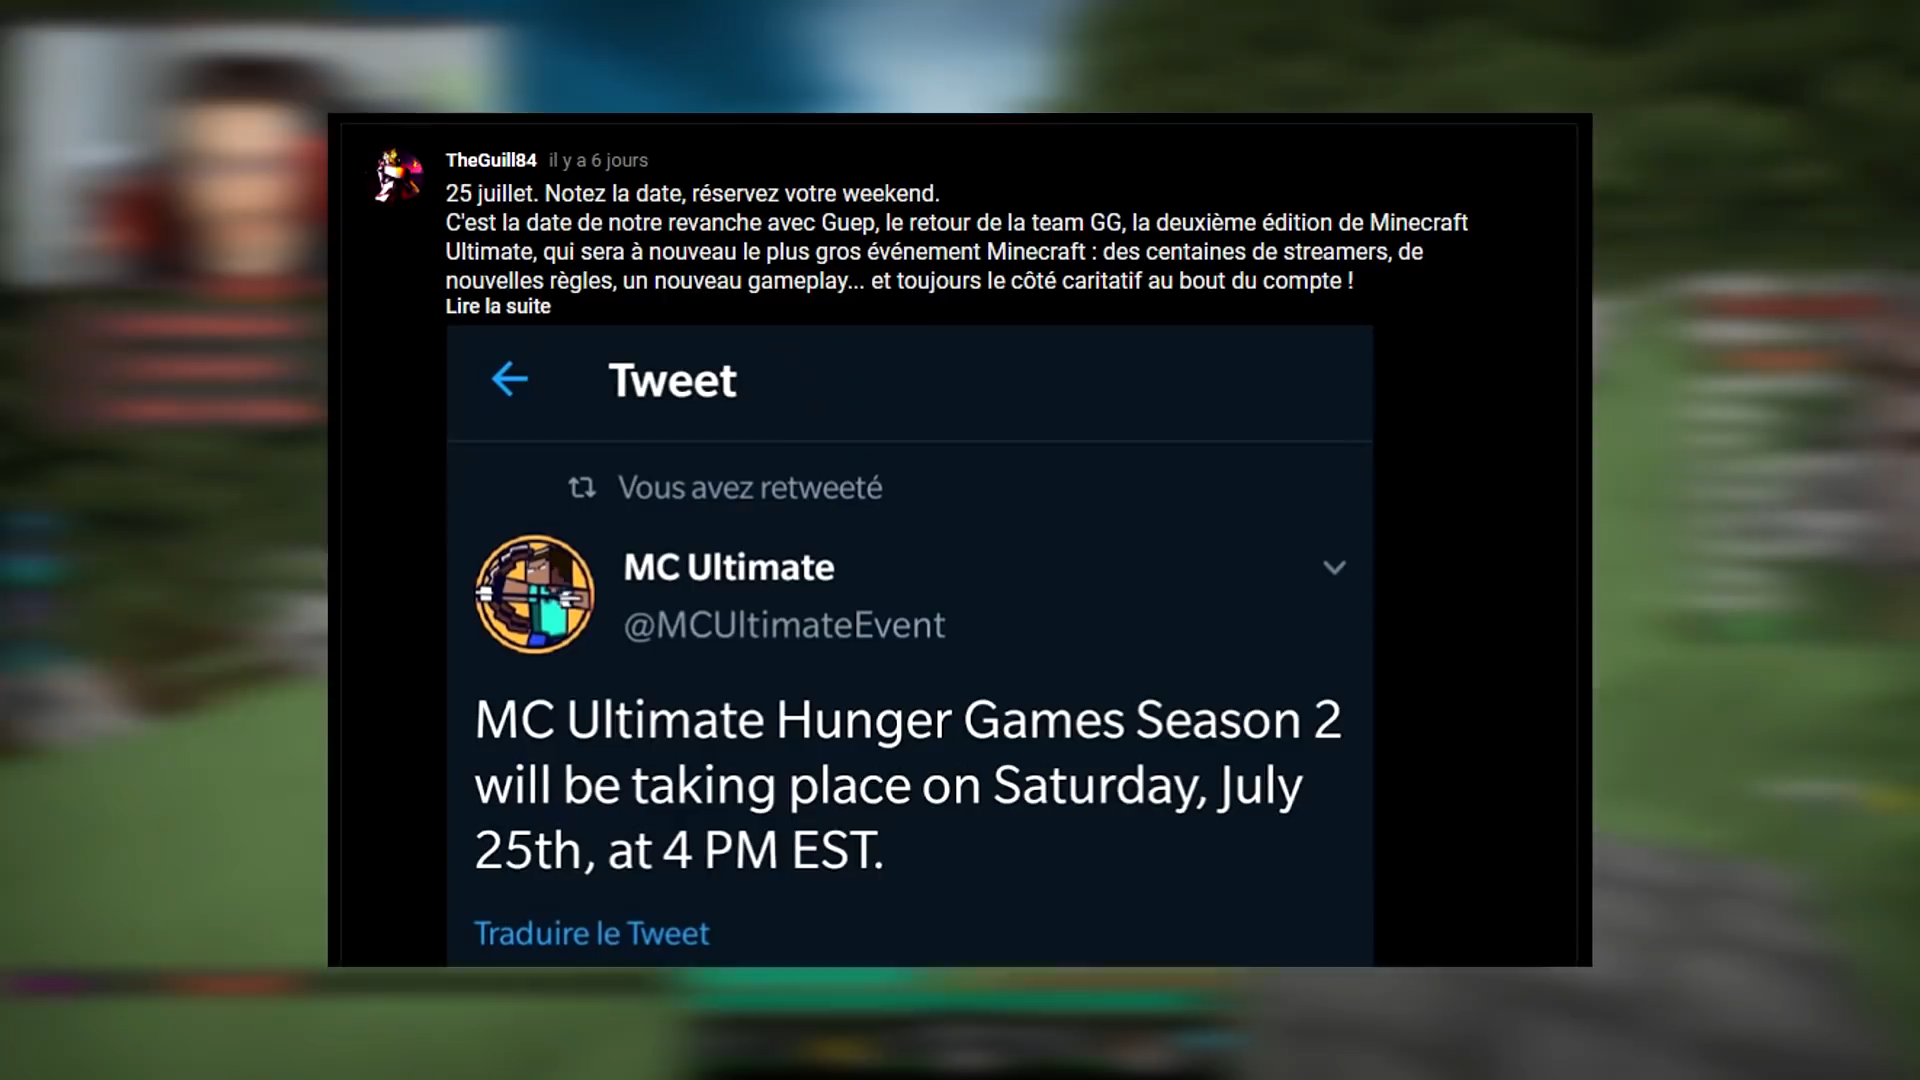 TheGuill84 il y a 6 jours
25 juillet. Notez la date, réservez votre weekend.
C'est la date de notre revanche avec Guep, le retour de la team GG, la deuxième édition de Minecraft
Ultimate, qui sera à nouveau le plus gros événement Minecraft : des centaines de streamers, de
nouvelles règles, un nouveau gameplay... et toujours le côté caritatif au bout du compte !
Lire la suite
Tweet
Vous avez retweeté
MC Ultimate
@MCUltimateEvent
MC Ultimate Hunger Games Season 2
will be taking place on Saturday, July
25th, at 4 PM EST.
Traduire le Tweet